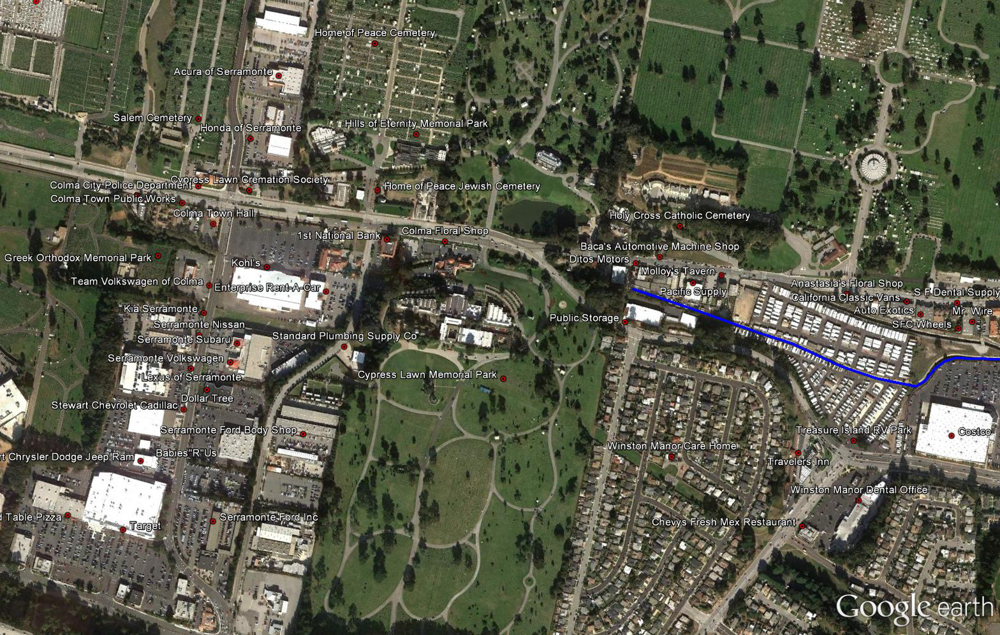 Home of Peace Cemetery
Acura of Serramonte
Salem Cemetery
Hills of Eternity Memorial Park
Honda of Serramonte
Cypress Lawn Cremation Society
Colma City Police Department
Home of Peace Jewish Cemetery
Colma Town Public Works
Colma Town Hall
Holy Cross Catholic Cemetery
1st National Bank
Colma Floral Shop
Baca's Automotive Machine Shop
Greek Orthodox Memorial Park
Kohl's
Ditos Motors
Molloy's Tavern
Team Volkswagen of Colma
Enterprise Rent-A-Car
Anastasia's Floral Shop
Pacific Supply
S F Dental Supply
California Classic Vans
Kia Serramonte
Auto Exotics
Mr. Wire
Public Storage
Serramonte Nissan
SFC Wheels
Serramonte Subaru
Standard Plumbing Supply Co
Serramonte Volkswagen
Lexus of Serramonte
Cypress Lawn Memorial Park
Dollar Tree
Stewart Chevrolet Cadillac
Serramonte Ford Body Shop
Treasure Island RV Park
Costco
Winston Manor Care Home
Babies"R"Us
rt Chrysler Dodge Jeep Ram
Travelers Inn
Winston Manor Dental Office
d Table Pizza
Serramonte Ford Inc
Target
Chevys Fresh Mex Restaurant
Google earth